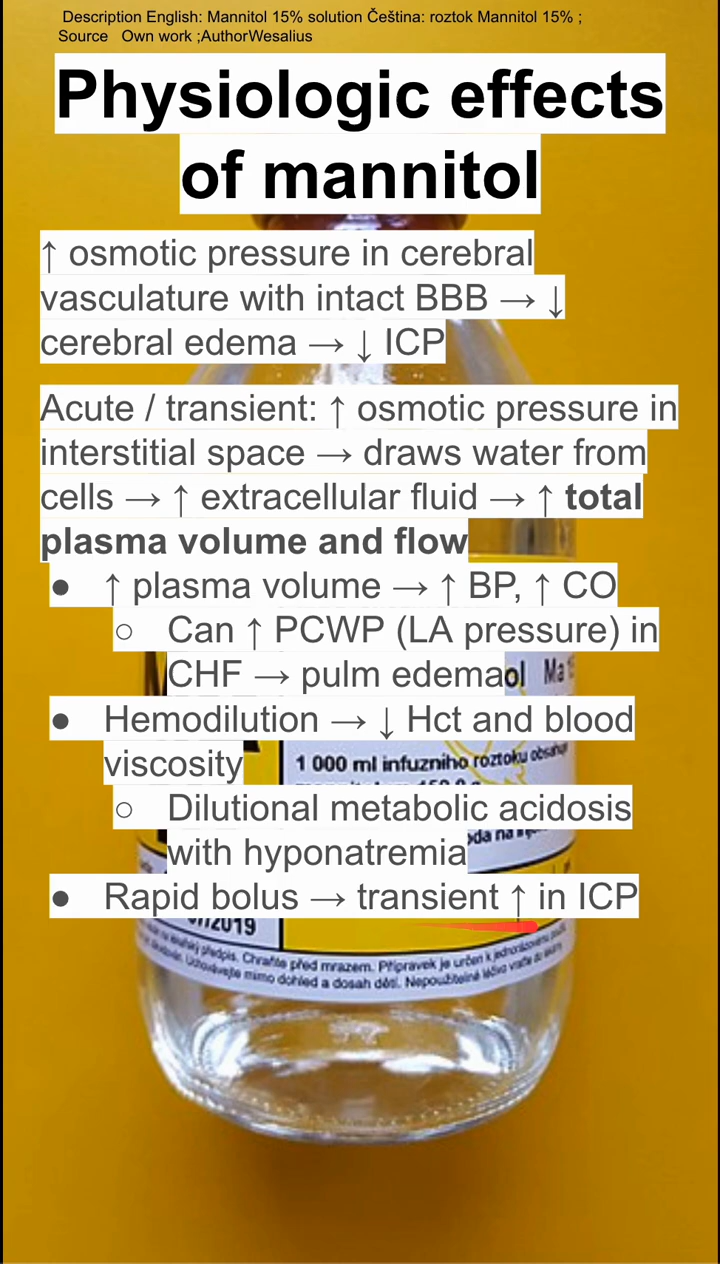 Description English: Mannitol 15% solution Čeština: roztok Mannitol 15% ;
Source Own work ;AuthorWesalius
Physiologic effects
of mannitol
↑ osmotic pressure in cerebral
vasculature with intact BBB → ↓
cerebral edema → ↓ ICP
Acute / transient: ↑ osmotic pressure in
interstitial space → draws water from
cells → ↑ extracellular fluid → ↑ total
plasma volume and flow
● ↑ plasma volume → ↑ BP, ↑ CO
○ Can ↑ PCWP (LA pressure) in
CHF → pulm edema
ol Ma
● Hemodilution → ↓ Hct and blood
viscosity
1 000 ml infuzního roztoku obsahuje
○ Dilutional metabolic acidosis
with hyponatremia
● Rapid bolus → transient ↑ in ICP
/2019
předpis. Chraňte před mrazem. Přípravek je určen k jednorázovému
Uchovávejte mimo dohled a dosah dětí. Nepoužitelné léčivo vraťte do